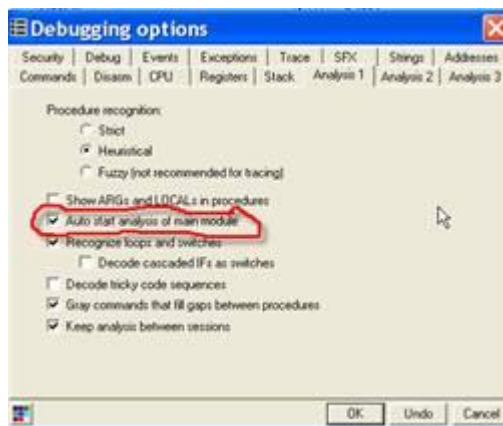 Debugging options
Security Debug Events Exceptions Trace SFX Strings Addresses
Commands Disasm CPU Registers Stack Analysis 1 Analysis 2 Analysis 3
Procedure recognition:
Strict
Heuristical
Fuzzy (not recommended for tracing)
Show ARGs and LOCALs in procedures
Auto start analysis of main module
Recognize loops and switches
Decode cascaded IFs as switches
Decode tricky code sequences
Gray commands that fill gaps between procedures
Keep analysis between sessions
OK Undo Cancel